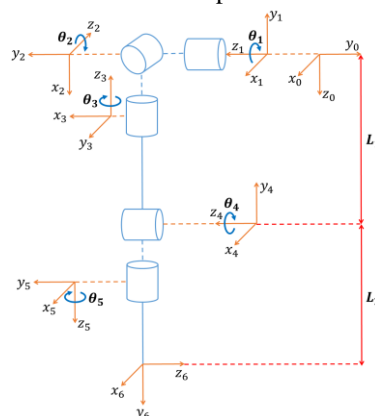 y₁
z₂
θ₂
θ₁
y₂
z₁
y₀
x₁
x₀
z₃
x₂
z₀
θ₃
x₃
y₃
L
y₄
θ₄
z₄
x₄
y₅
θ₅
x₅
z₅
L
z₆
x₆
y₆